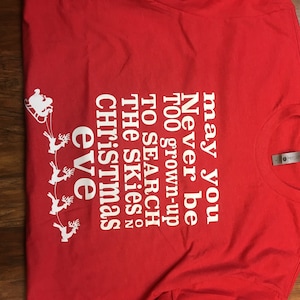 may you
Never be
TOO grown-up
TO SEARCH
THE SKies ON
CHRISTMAS
eve